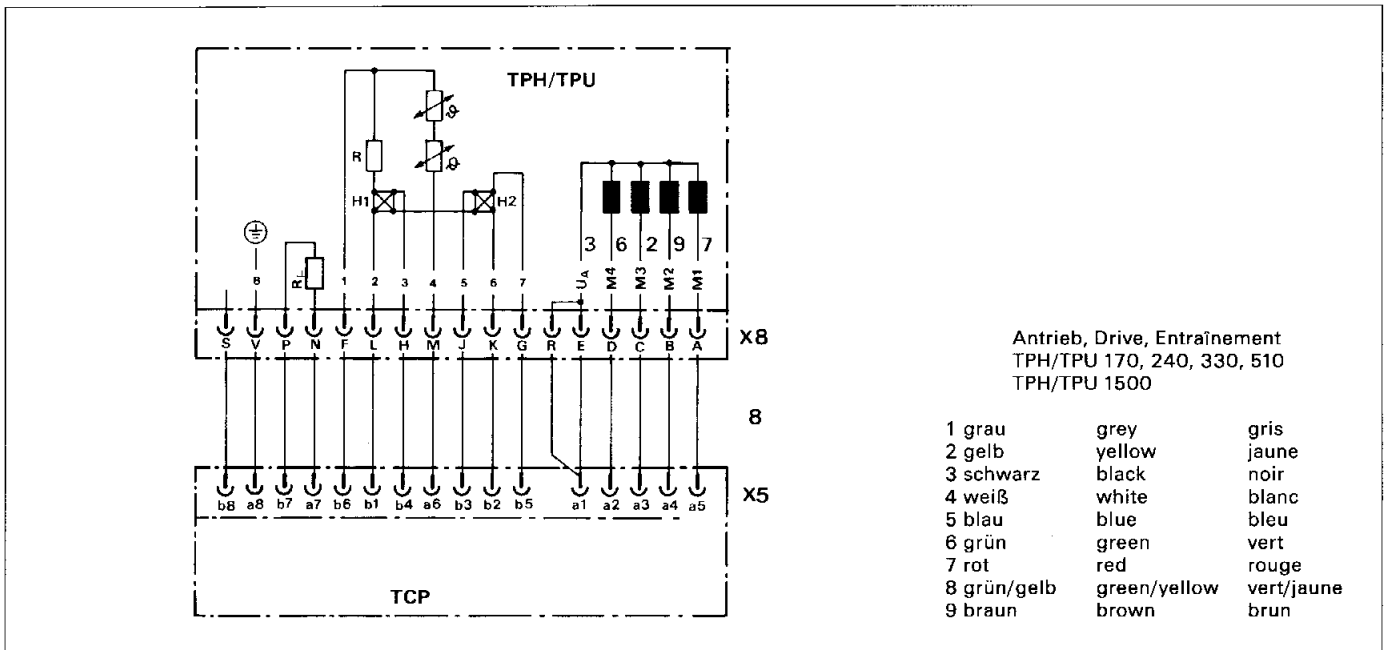 TPH/TPU
ϑ
R
ϑ
H1
H2
3 6 2 9 7
8
1 2 3 4 5 6 7
UA M4 M3 M2 M1
S V P N F L H M J K G R E D C B A
X8
8
X5
b8 a8 b7 a7 b6 b1 b4 a6 b3 b2 b5 a1 a2 a3 a4 a5
TCP
Antrieb, Drive, Entraînement
TPH/TPU 170, 240, 330, 510
TPH/TPU 1500
1 grau grey gris
2 gelb yellow jaune
3 schwarz black noir
4 weiß white blanc
5 blau blue bleu
6 grün green vert
7 rot red rouge
8 grün/gelb green/yellow vert/jaune
9 braun brown brun